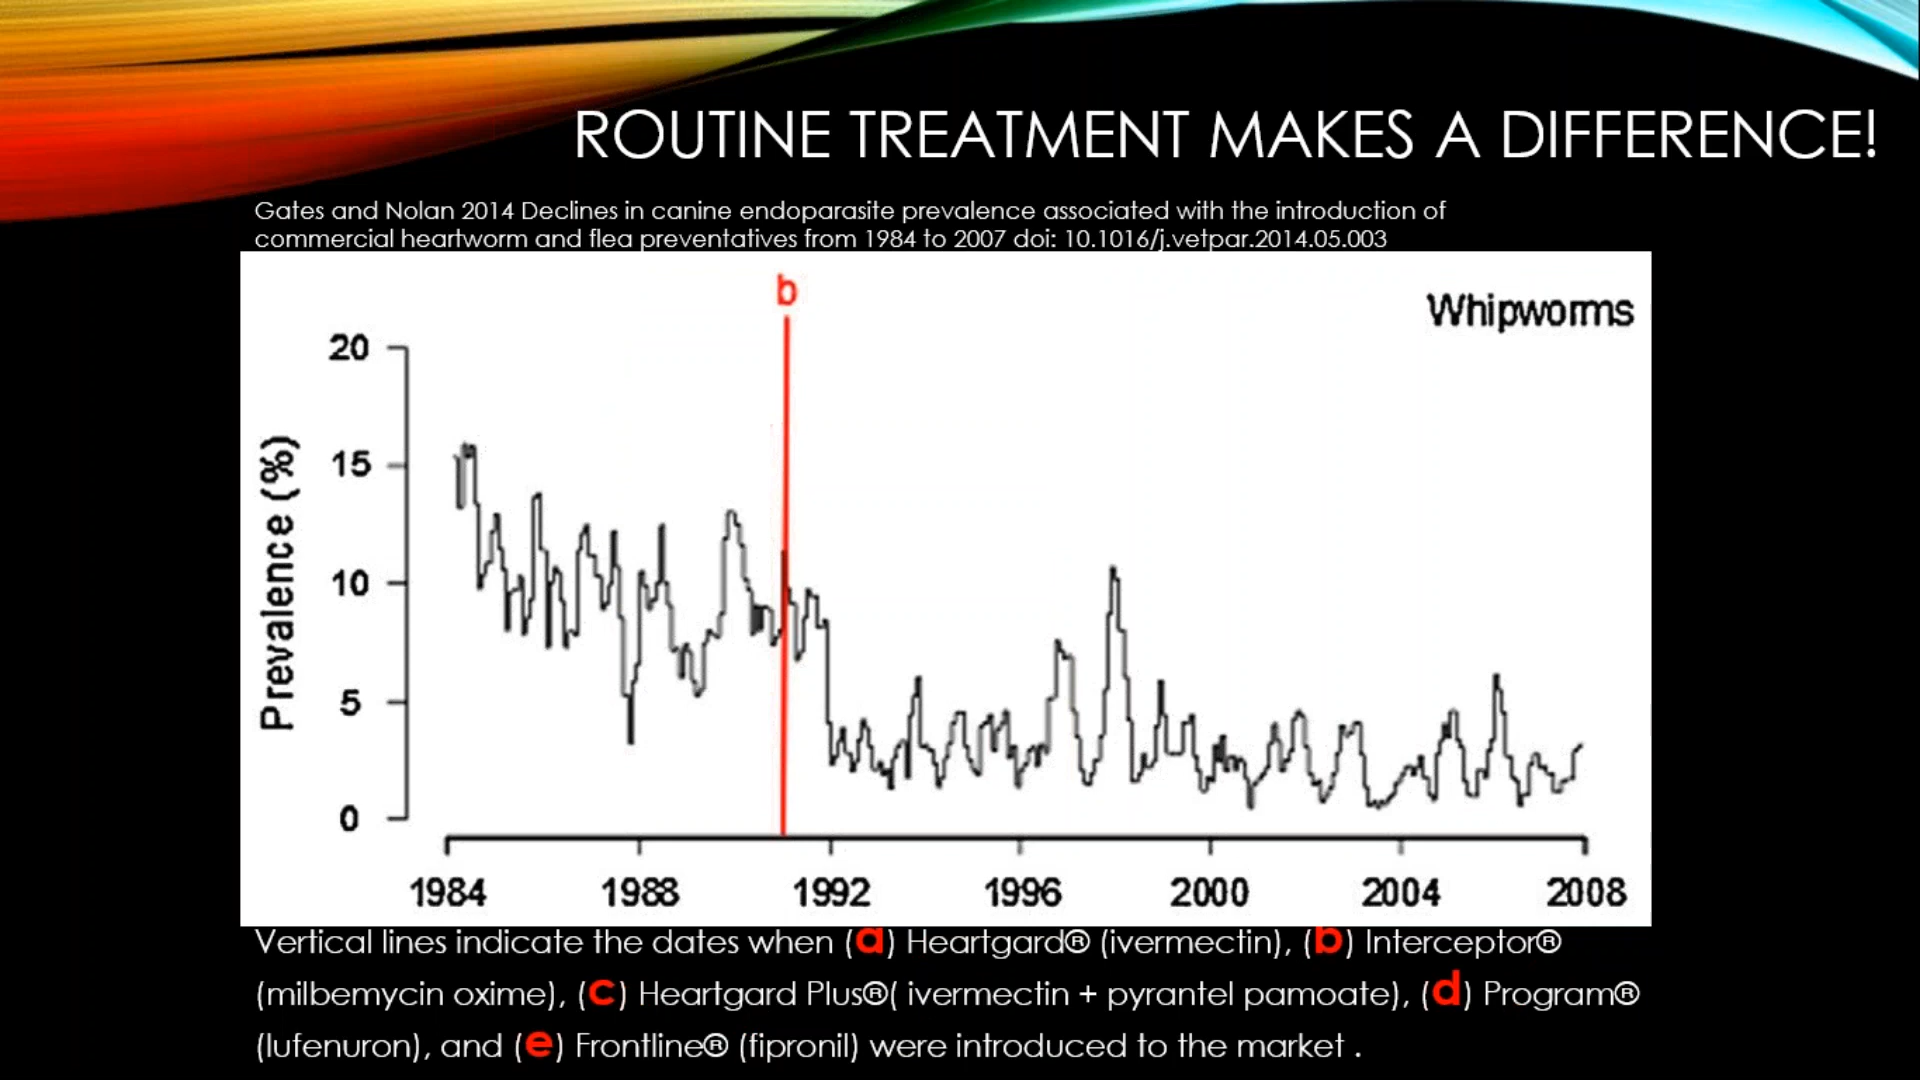 ROUTINE TREATMENT MAKES A DIFFERENCE!
Gates and Nolan 2014 Declines in canine endoparasite prevalence associated with the introduction of
commercial heartworm and flea preventatives from 1984 to 2007 doi: 10.1016/j.vetpar.2014.05.003
b
Whipworms
Prevalence (%)
20
15
10
5
0
1984 1988 1992 1996 2000 2004 2008
Vertical lines indicate the dates when (a) Heartgard® (ivermectin), (b) Interceptor®
(milbemycin oxime), (c) Heartgard Plus®( ivermectin + pyrantel pamoate), (d) Program®
(lufenuron), and (e) Frontline® (fipronil) were introduced to the market .